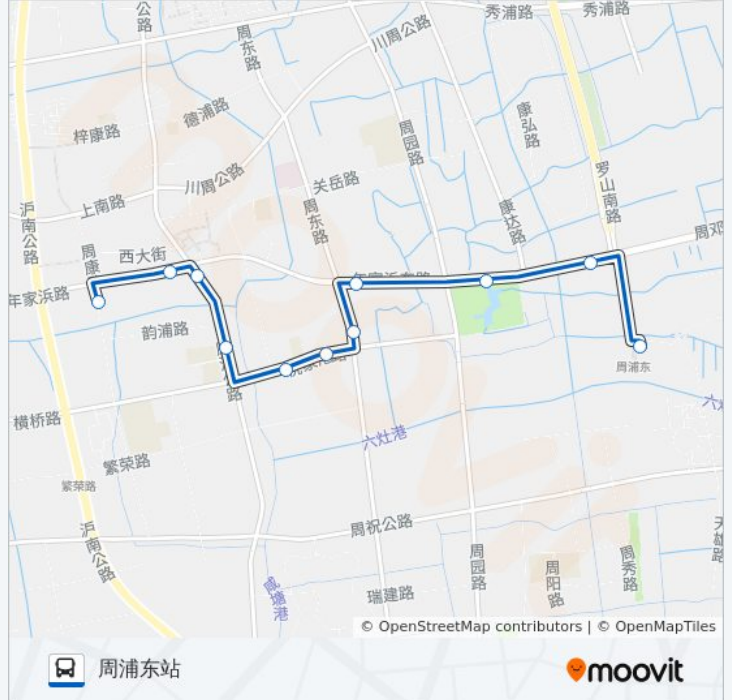 公路
周东路
川周公路
秀浦路
秀浦路
德浦路
梓康路
周园路
康弘路
川周公路
关岳路
罗山南路
上南路
沪南公路
周东路
康达路
周康
西大街
周邓
年家浜路
韵浦路
周浦东
横桥路
六灶港
六灶
繁荣路
繁荣路
沪南公路
周祝公路
天雄路
周园路
周阳路
周秀路
咸塘港
瑞建路
© OpenStreetMap contributors | © OpenMapTiles
周浦东站
moovit